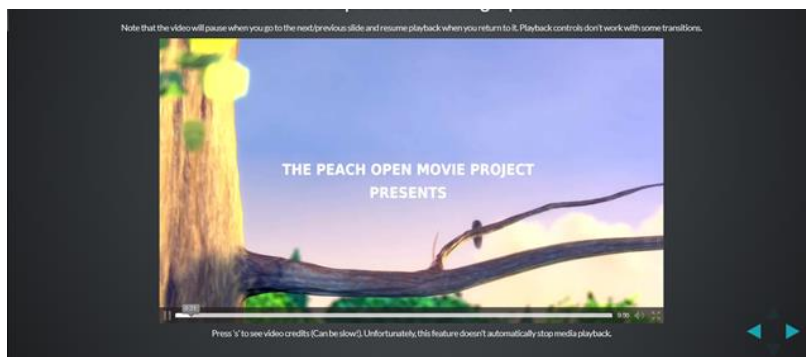 Note that the video will pause when you go to the next/previous slide and resume playback when you return to it. Playback controls don't work with some transitions.
THE PEACH OPEN MOVIE PROJECT
PRESENTS
Press 's' to see video credits (Can be slow!). Unfortunately, this feature doesn't automatically stop media playback.